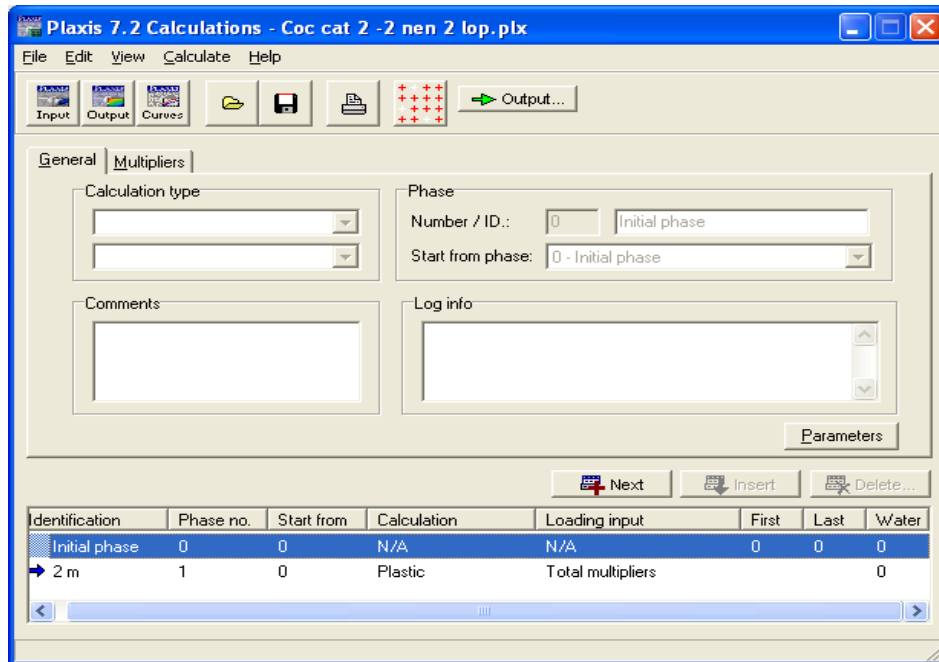 Plaxis 7.2 Calculations - Coc cat 2 -2 nen 2 lop.plx
File Edit View Calculate Help
Input Output Curves Output...
General Multipliers
Calculation type
Phase
Number / ID.: 0 Initial phase
Start from phase: 0 - Initial phase
Comments
Log info
Parameters
Next Insert Delete...
Identification Phase no. Start from Calculation Loading input First Last Water
Initial phase 0 0 N/A N/A 0 0 0
2 m 1 0 Plastic Total multipliers 0